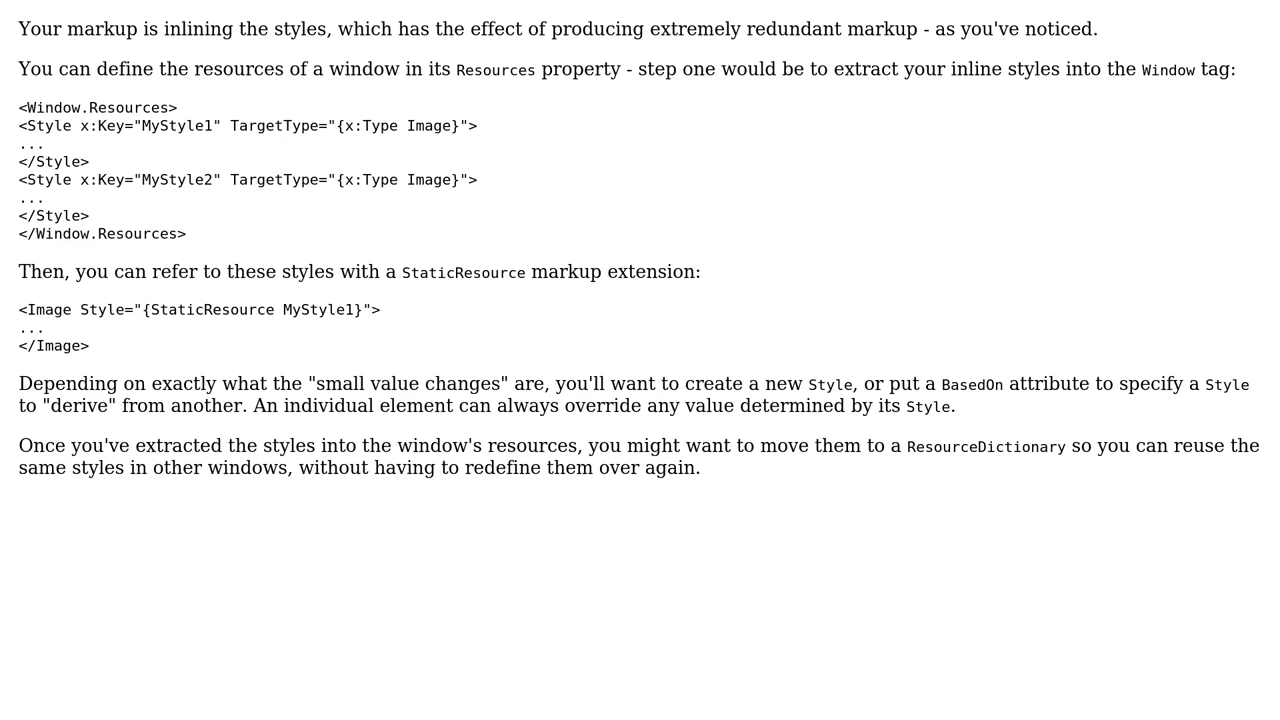 Your markup is inlining the styles, which has the effect of producing extremely redundant markup - as you've noticed.
You can define the resources of a window in its Resources property - step one would be to extract your inline styles into the Window tag:
<Window.Resources>
<Style x:Key="MyStyle1" TargetType="{x:Type Image}">
...
</Style>
<Style x:Key="MyStyle2" TargetType="{x:Type Image}">
...
</Style>
</Window.Resources>
Then, you can refer to these styles with a StaticResource markup extension:
<Image Style="{StaticResource MyStyle1}">
...
</Image>
Depending on exactly what the "small value changes" are, you'll want to create a new Style, or put a BasedOn attribute to specify a Style
to "derive" from another. An individual element can always override any value determined by its Style.
Once you've extracted the styles into the window's resources, you might want to move them to a ResourceDictionary so you can reuse the
same styles in other windows, without having to redefine them over again.